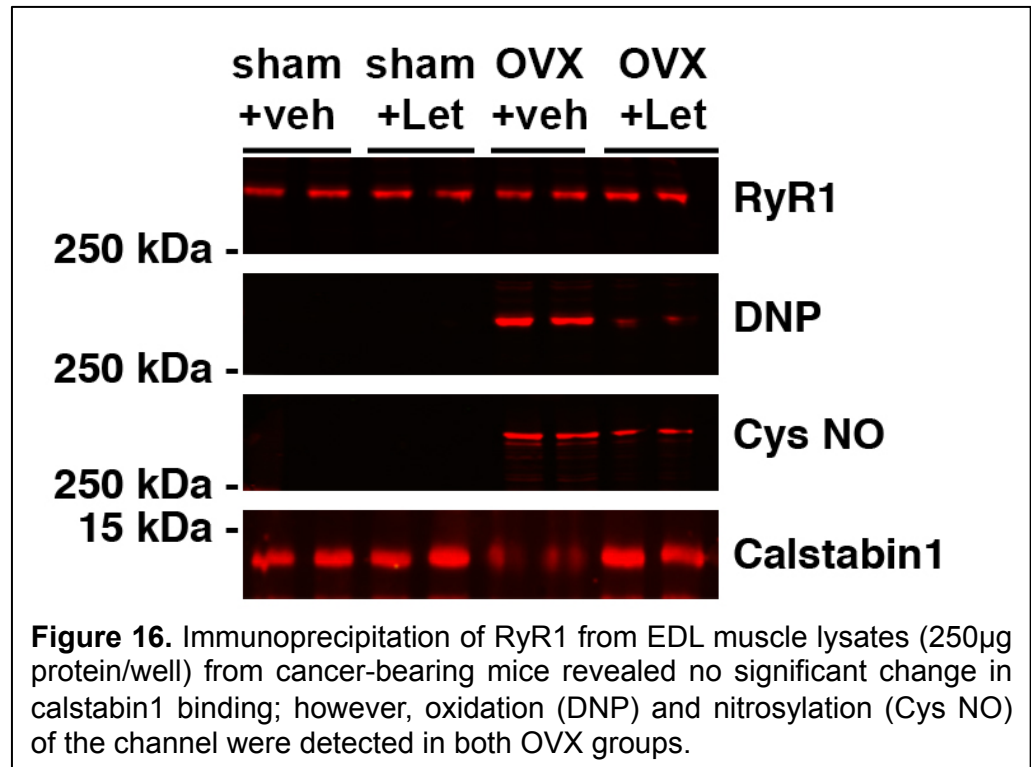 sham sham OVX OVX
+veh +Let +veh +Let
RyR1
250 kDa -
DNP
250 kDa -
Cys NO
250 kDa -
15 kDa -
Calstabin1
Figure 16. Immunoprecipitation of RyR1 from EDL muscle lysates (250µg
protein/well) from cancer-bearing mice revealed no significant change in
calstabin1 binding; however, oxidation (DNP) and nitrosylation (Cys NO)
of the channel were detected in both OVX groups.